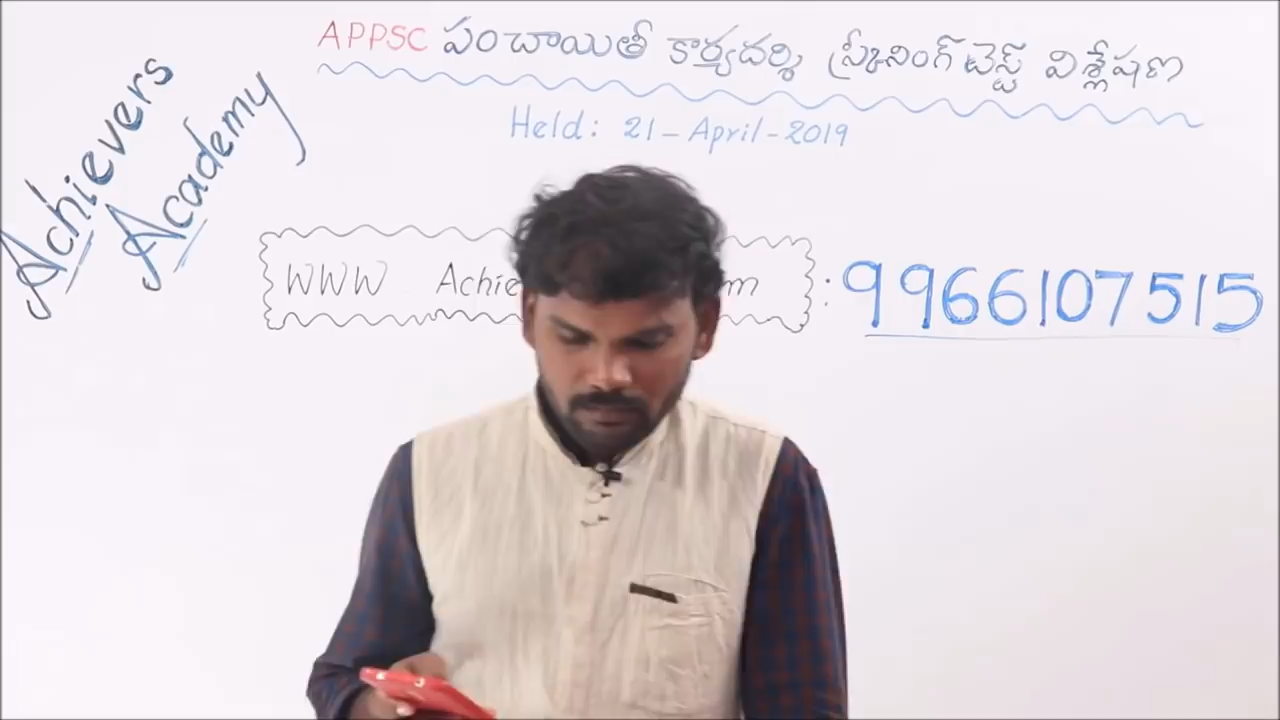 APPSC పంచాయితీ కార్యదర్శి స్క్రీనింగ్ టెస్ట్ విశ్లేషణ
Held: 21-April-2019
Achievers
Academy
WWW Achie m : 9966107515